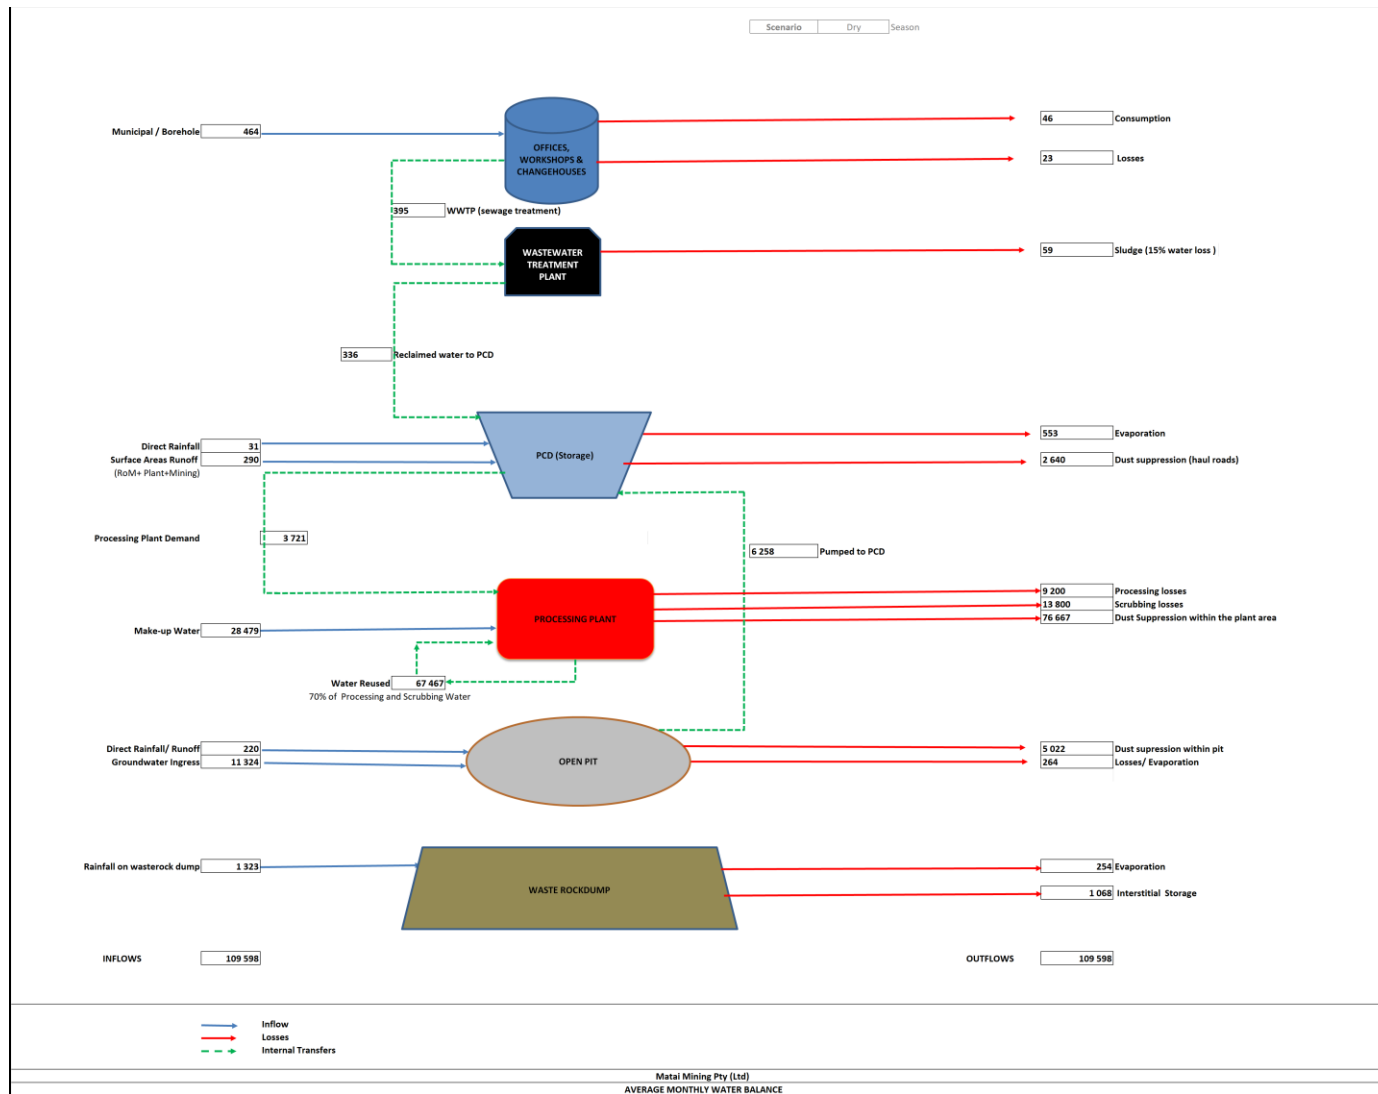 Scenario Dry Season
46 Consumption
Municipal / Borehole 464
OFFICES,
WORKSHOPS &
CHANGEHOUSES
23 Losses
395 WWTP (sewage treatment)
WASTEWATER
TREATMENT
PLANT
59 Sludge (15% water loss )
336 Reclaimed water to PCD
553 Evaporation
Direct Rainfall 31
PCD (Storage)
Surface Areas Runoff 290
2 640 Dust suppression (haul roads)
(RoM+ Plant+Mining)
Processing Plant Demand 3 721
6 258 Pumped to PCD
9 200 Processing losses
13 800 Scrubbing losses
PROCESSING PLANT
76 667 Dust Suppression within the plant area
Make-up Water 28 479
Water Reused 67 467
70% of Processing and Scrubbing Water
Direct Rainfall/ Runoff 220
5 022 Dust supression within pit
Groundwater Ingress 11 324
OPEN PIT
264 Losses/ Evaporation
Rainfall on wasterock dump 1 323
254 Evaporation
WASTE ROCKDUMP
1 068 Interstitial Storage
INFLOWS 109 598
OUTFLOWS 109 598
Inflow
Losses
Internal Transfers
Matai Mining Pty (Ltd)
AVERAGE MONTHLY WATER BALANCE